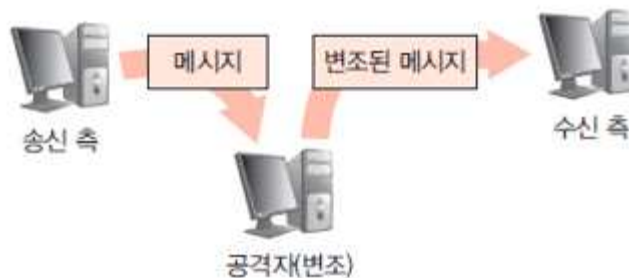 메시지
변조된 메시지
송신 측
수신 측
공격자(변조)